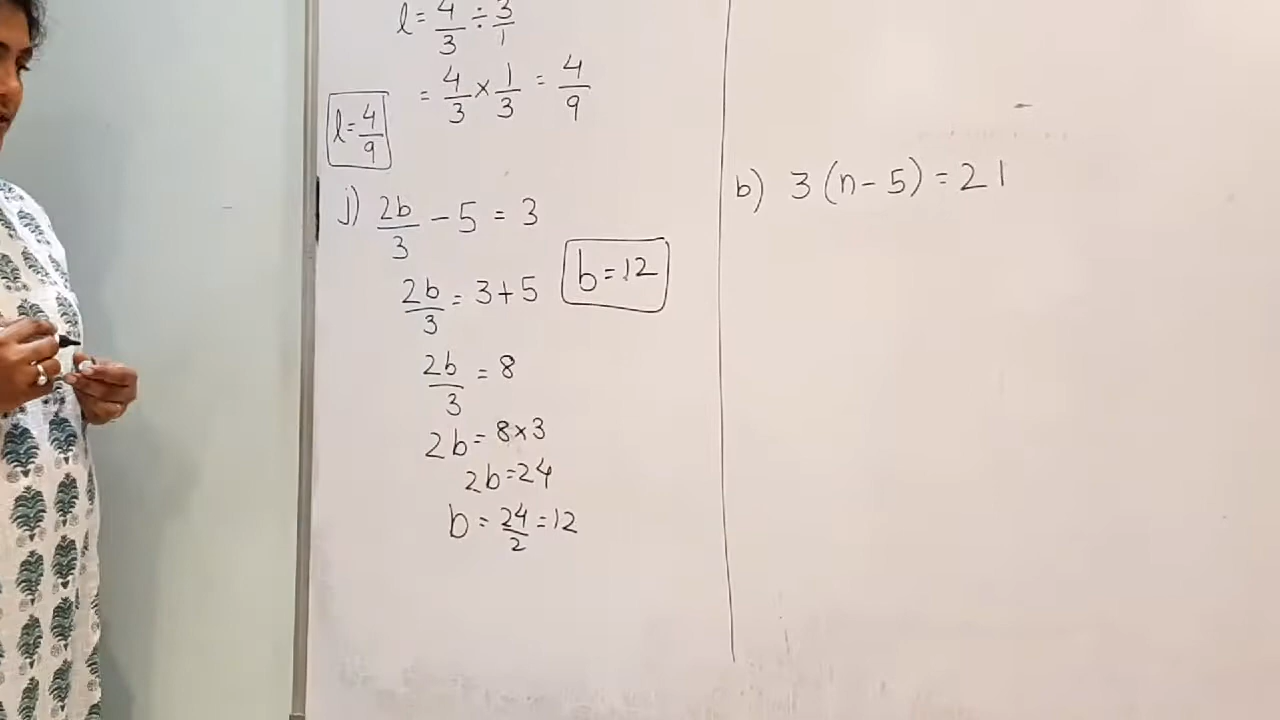 l = 4/3 ÷ 3/1
= 4/3 × 1/3 = 4/9
l = 4/9
j) 2b/3 - 5 = 3
2b/3 = 3 + 5
b = 12
2b/3 = 8
2b = 8 × 3
2b = 24
b = 24/2 = 12
b) 3 (n - 5) = 21